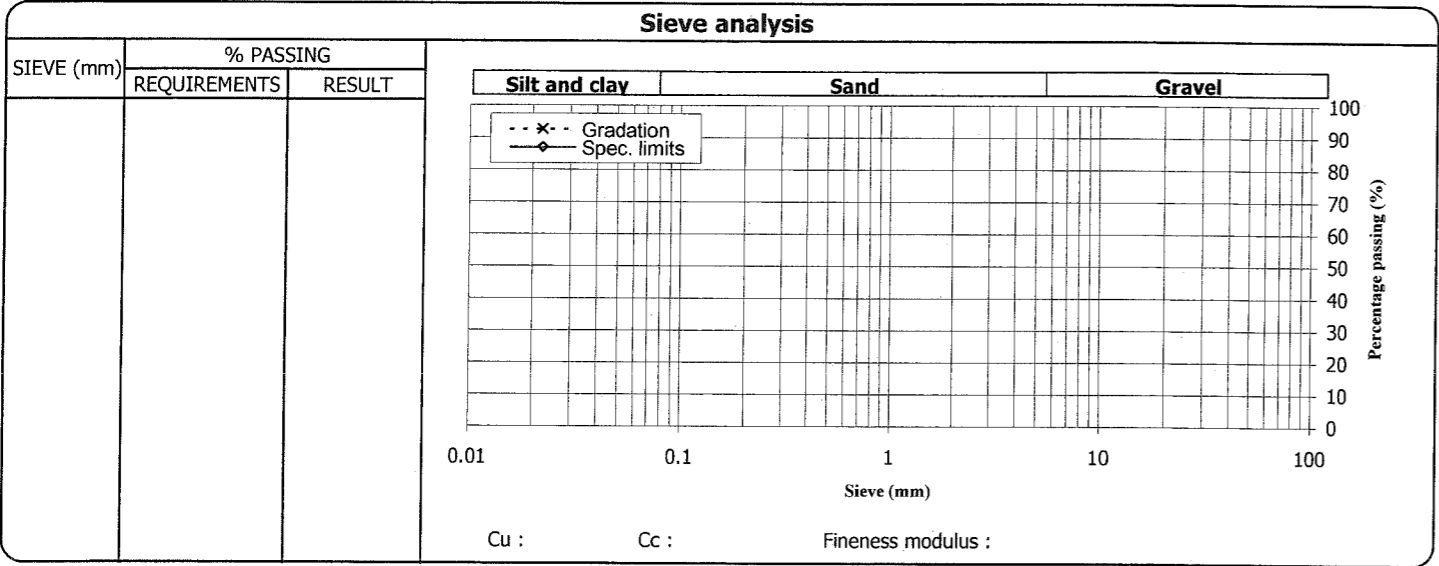 Sieve analysis
SIEVE (mm)
% PASSING
REQUIREMENTS RESULT
Silt and clay Sand Gravel
Gradation
Spec. limits
100
90
80
70
60
50
40
30
20
10
0
Percentage passing (%)
0.01 0.1 1 10 100
Sieve (mm)
Cu : Cc : Fineness modulus :